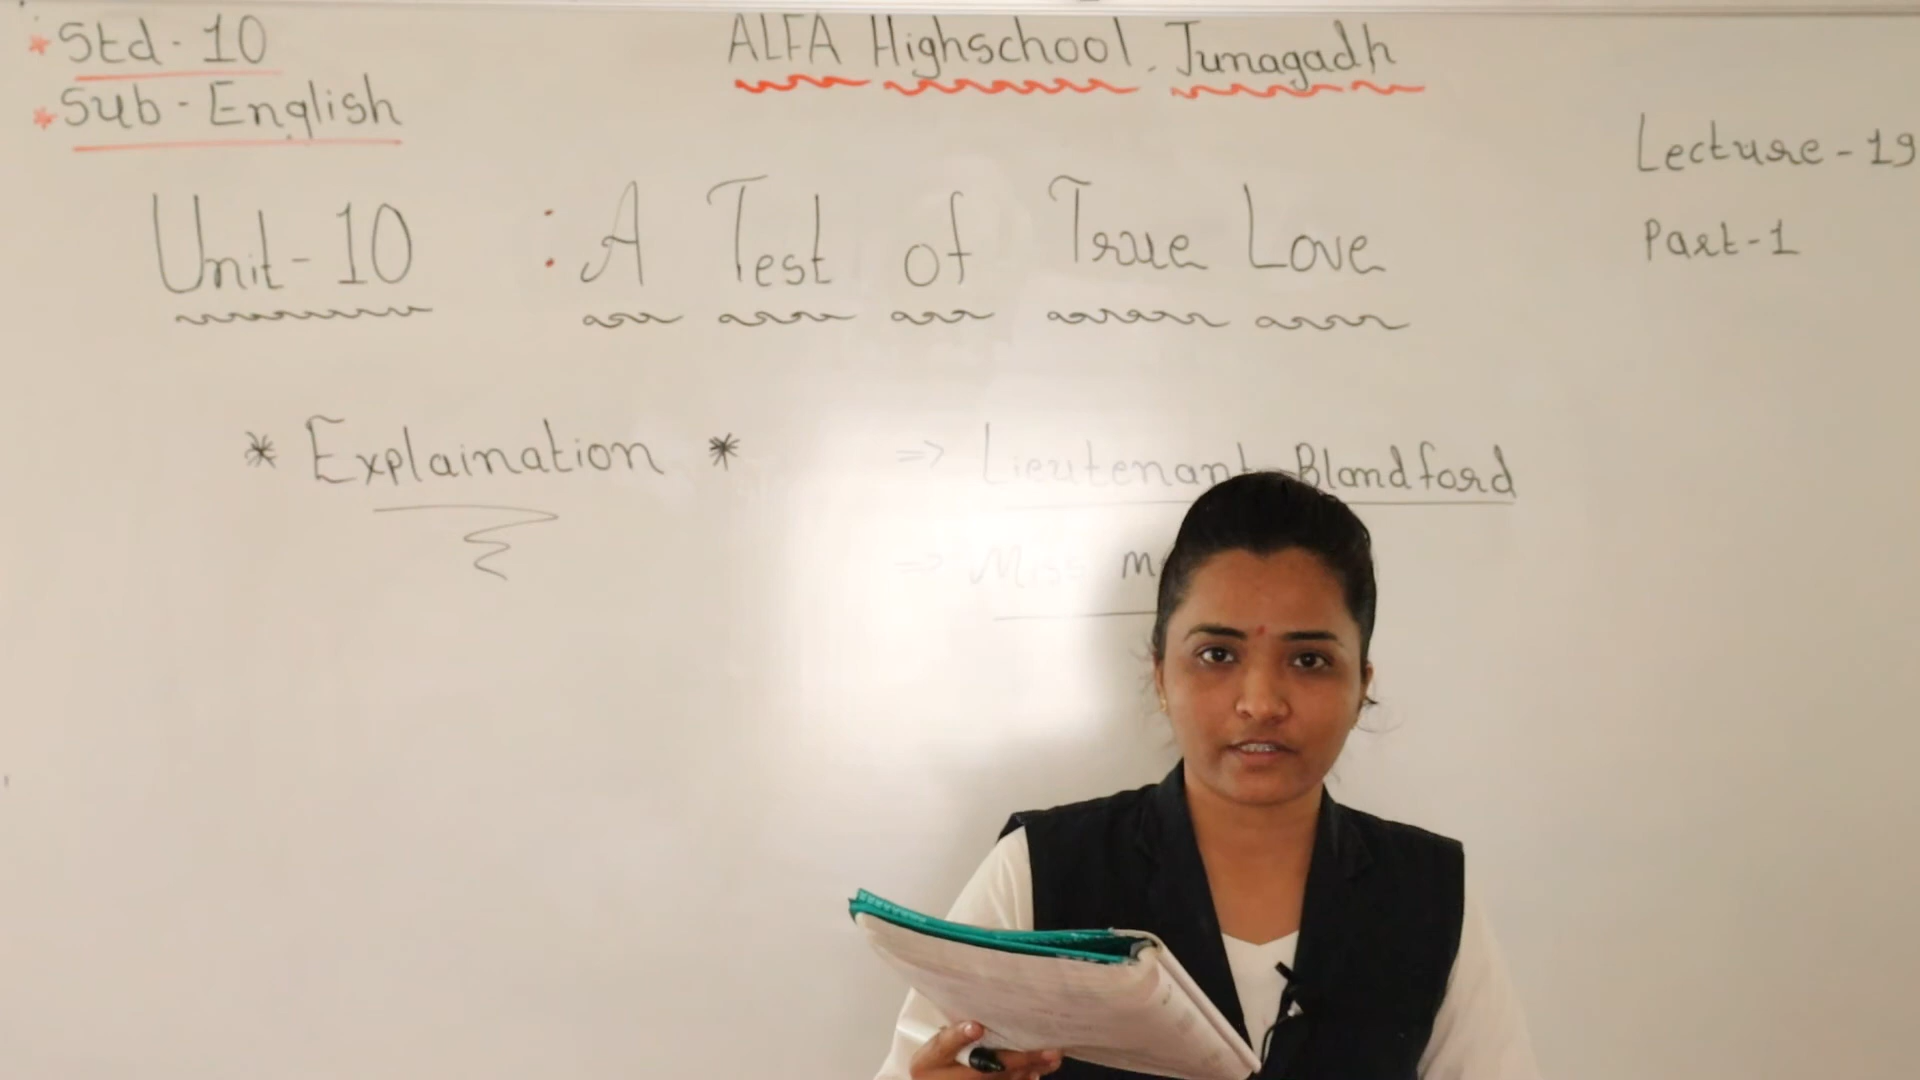 * Std - 10
ALFA Highschool. Junagadh
* Sub - English
Lecture - 19
Part - 1
Unit - 10 : A Test of True Love
* Explaination *
=> Lieutenant Blandford
=> Miss